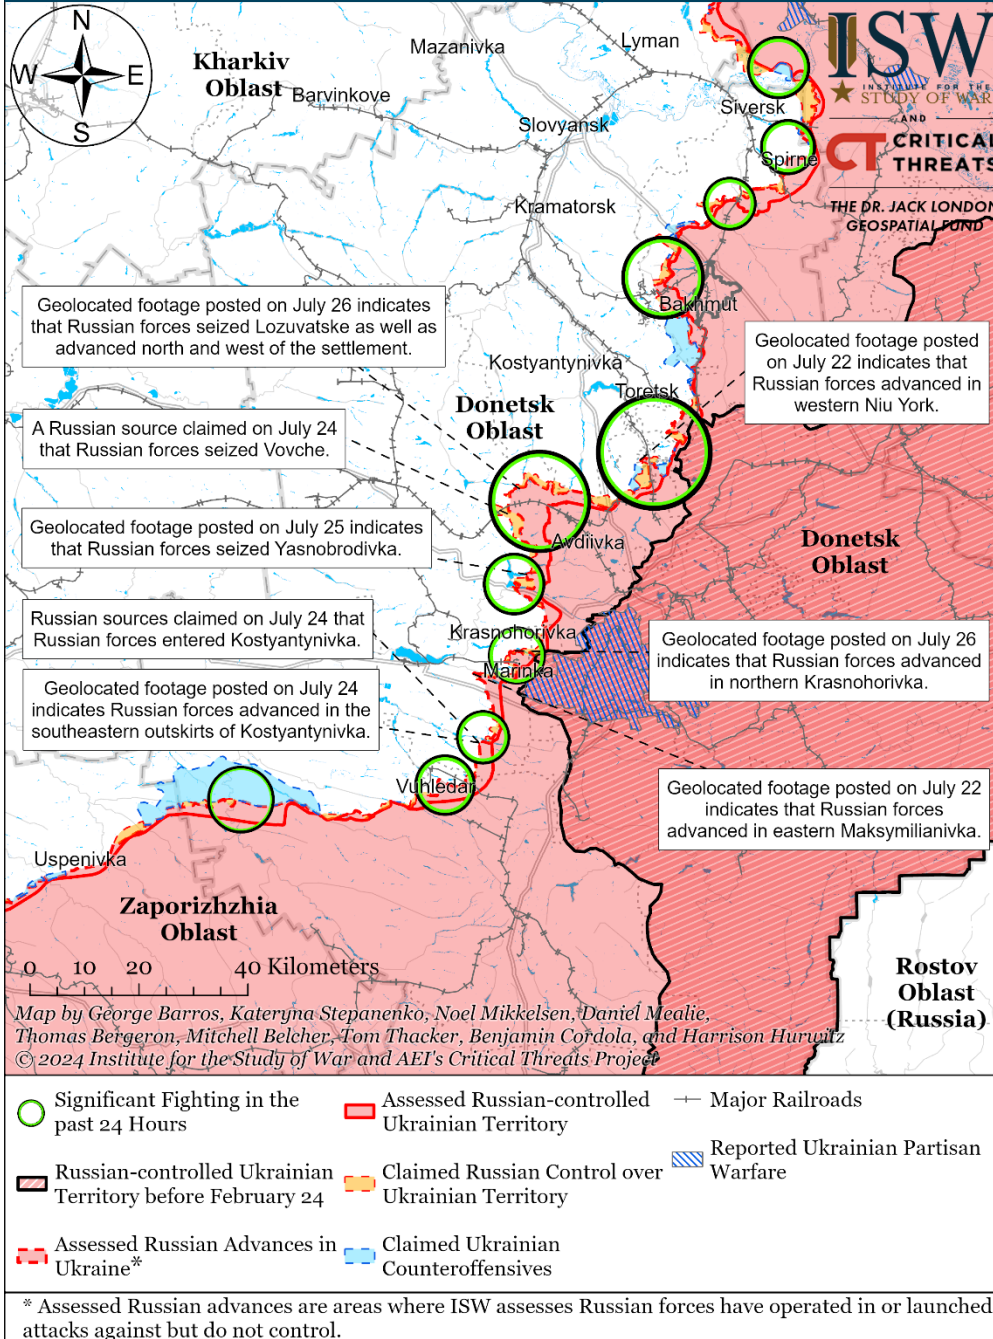 N
W
E
S
Kharkiv
Oblast
Mazanivka
Lyman
Barvinkove
Slovyansk
Siversk
Spirne
Kramatorsk
Bakhmut
ISW
INSTITUTE FOR THE
STUDY OF WAR
AND
CT CRITICAL
THREATS
THE DR. JACK LONDON
GEOSPATIAL FUND
Geolocated footage posted on July 26 indicates
that Russian forces seized Lozuvatske as well as
advanced north and west of the settlement.
Geolocated footage posted
on July 22 indicates that
Russian forces advanced in
western Niu York.
Kostyantynivka
Toretsk
Donetsk
Oblast
A Russian source claimed on July 24
that Russian forces seized Vovche.
Geolocated footage posted on July 25 indicates
that Russian forces seized Yasnobrodivka.
Avdiivka
Donetsk
Oblast
Russian sources claimed on July 24 that
Russian forces entered Kostyantynivka.
Krasnohorivka
Marinka
Geolocated footage posted on July 26
indicates that Russian forces advanced
in northern Krasnohorivka.
Geolocated footage posted on July 24
indicates Russian forces advanced in the
southeastern outskirts of Kostyantynivka.
Vuhledar
Geolocated footage posted on July 22
indicates that Russian forces
advanced in eastern Maksymilianivka.
Uspenivka
Zaporizhzhia
Oblast
Rostov
Oblast
(Russia)
0 10 20 40 Kilometers
Map by George Barros, Kateryna Stepanenko, Noel Mikkelsen, Daniel Mealie,
Thomas Bergeron, Mitchell Belcher, Tom Thacker, Benjamin Cordola, and Harrison Hurwitz
© 2024 Institute for the Study of War and AEI's Critical Threats Project
Significant Fighting in the
past 24 Hours
Russian-controlled Ukrainian
Territory before February 24
Assessed Russian Advances in
Ukraine*
Assessed Russian-controlled
Ukrainian Territory
Claimed Russian Control over
Ukrainian Territory
Claimed Ukrainian
Counteroffensives
Major Railroads
Reported Ukrainian Partisan
Warfare
* Assessed Russian advances are areas where ISW assesses Russian forces have operated in or launched
attacks against but do not control.